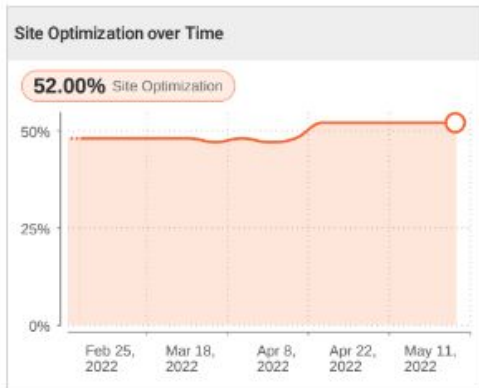 Site Optimization over Time
52.00% Site Optimization
50%
25%
0%
Feb 25,
2022
Mar 18,
2022
Apr 8,
2022
Apr 22,
2022
May 11,
2022